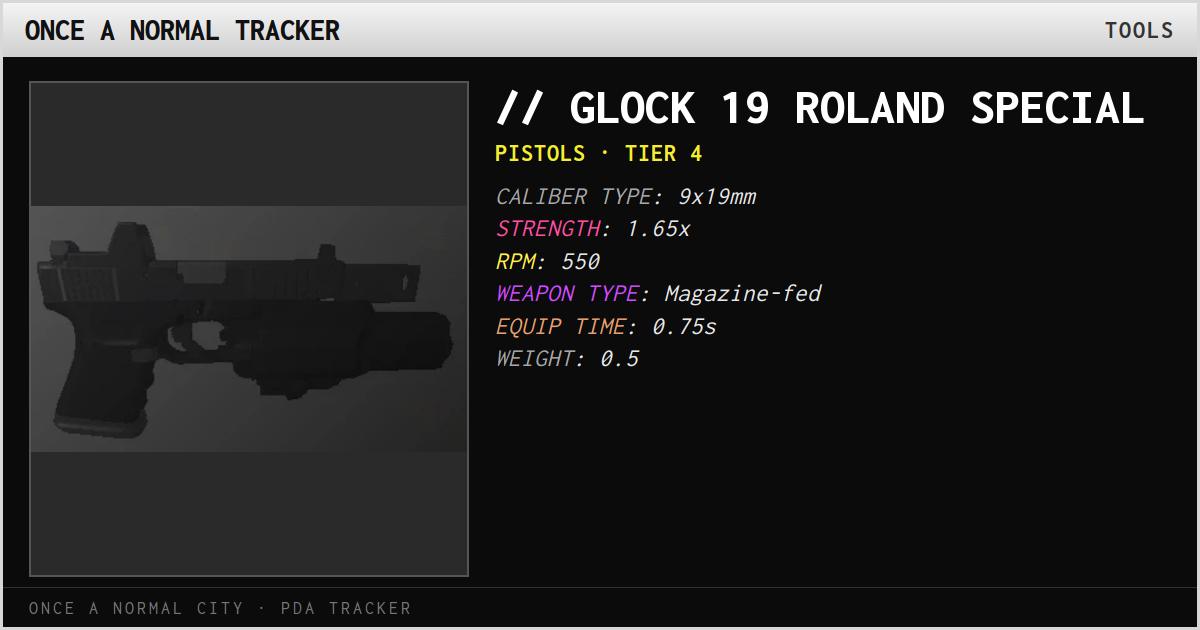 ONCE A NORMAL TRACKER
TOOLS
// GLOCK 19 ROLAND SPECIAL
PISTOLS · TIER 4
CALIBER TYPE: 9x19mm
STRENGTH: 1.65x
RPM: 550
WEAPON TYPE: Magazine-fed
EQUIP TIME: 0.75s
WEIGHT: 0.5
ONCE A NORMAL CITY · PDA TRACKER